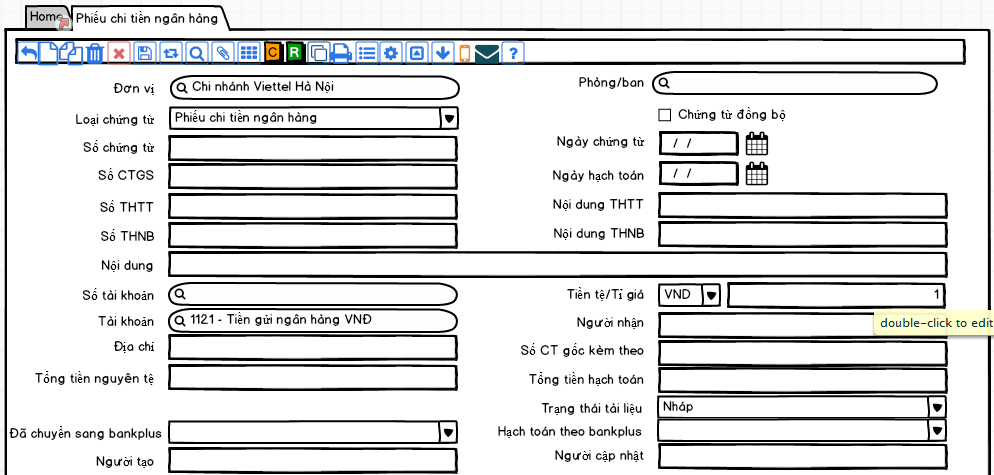 Home
Phiếu chi tiền ngân hàng
C
R
?
Đơn vị
Chi nhánh Viettel Hà Nội
Phòng/ban
Loại chứng từ
Phiếu chi tiền ngân hàng
Chứng từ đồng bộ
Số chứng từ
Ngày chứng từ
/ /
Số CTGS
Ngày hạch toán
/ /
Số THTT
Nội dung THTT
Số THNB
Nội dung THNB
Nội dung
Số tài khoản
Tiền tệ/Tỉ giá
VND
1
Tài khoản
1121 - Tiền gửi ngân hàng VNĐ
Người nhận
double-click to edit
Địa chỉ
Số CT gốc kèm theo
Tổng tiền nguyên tệ
Tổng tiền hạch toán
Trạng thái tài liệu
Nháp
Đã chuyển sang bankplus
Hạch toán theo bankplus
Người tạo
Người cập nhật